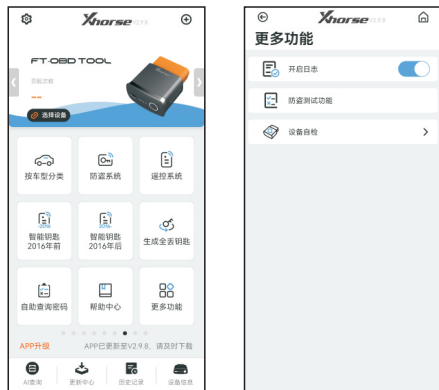 Xhorse V2.9.8
FT-OBD TOOL
-2016
2016-
选择设备
按车型分类
防盗系统
遥控系统
智能钥匙
2016年前
智能钥匙
2016年后
生成全丢钥匙
自助查询密码
帮助中心
更多功能
APP升级
APP已更新至V2.9.8，请及时下载
AI查询
更新中心
历史记录
设备信息
Xhorse
更多功能
开启日志
防盗测试功能
设备自检